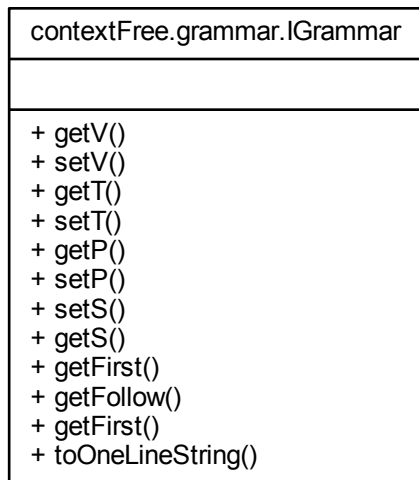 contextFree.grammar.IGrammar
+ getV()
+ setV()
+ getT()
+ setT()
+ getP()
+ setP()
+ setS()
+ getS()
+ getFirst()
+ getFollow()
+ getFirst()
+ toOneLineString()